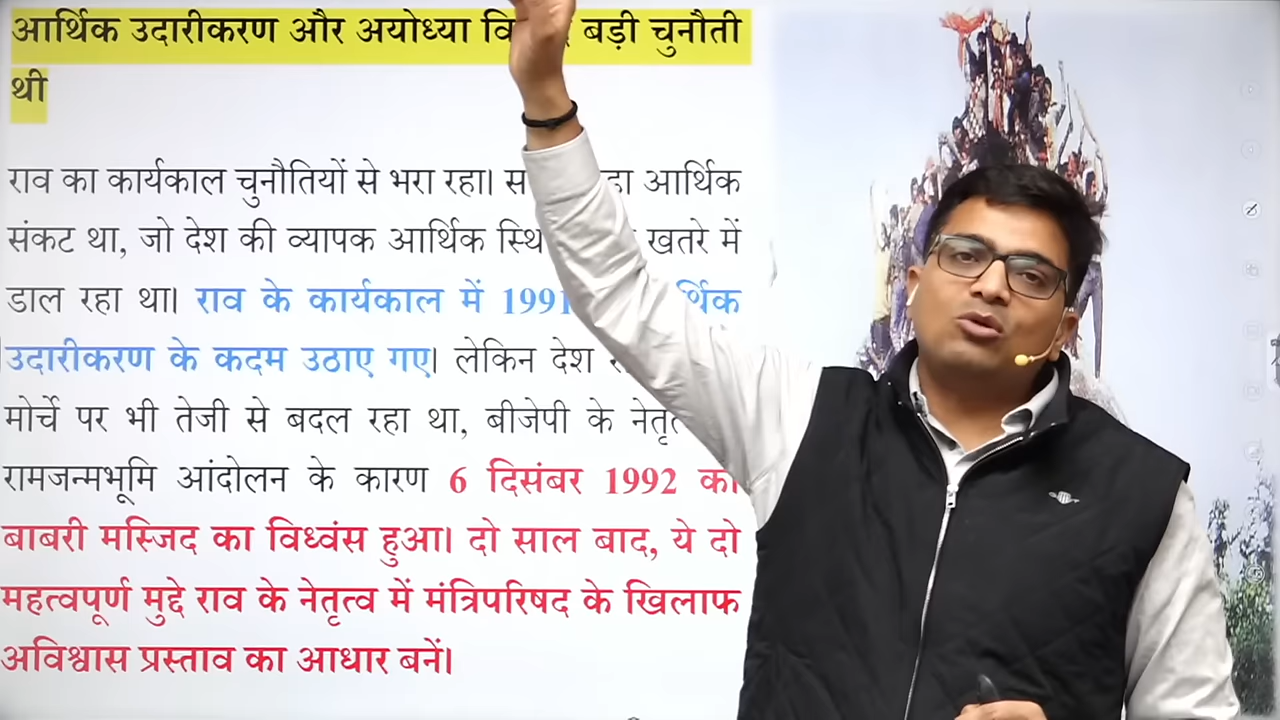 आर्थिक उदारीकरण और अयोध्या बड़ी चुनौती
थी
राव का कार्यकाल चुनौतियों से भरा रहा। आर्थिक
संकट था, जो देश की व्यापक आर्थिक खतरे में
डाल रहा था। राव के कार्यकाल में 1991
उदारीकरण के कदम उठाए गए। लेकिन देश
मोर्चे पर भी तेजी से बदल रहा था, बीजेपी के
रामजन्मभूमि आंदोलन के कारण 6 दिसंबर 1992 को
बाबरी मस्जिद का विध्वंस हुआ। दो साल बाद, ये दो
महत्वपूर्ण मुद्दे राव के नेतृत्व में मंत्रिपरिषद के खिलाफ
अविश्वास प्रस्ताव का आधार बनें।